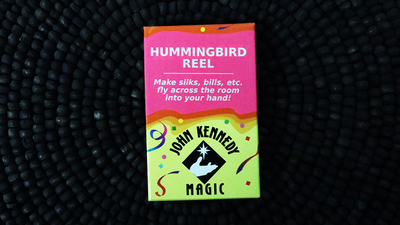 HUMMINGBIRD
REEL
Make silks, bills, etc.
fly across the room
into your hand!
JOHN KENNEDY
MAGIC